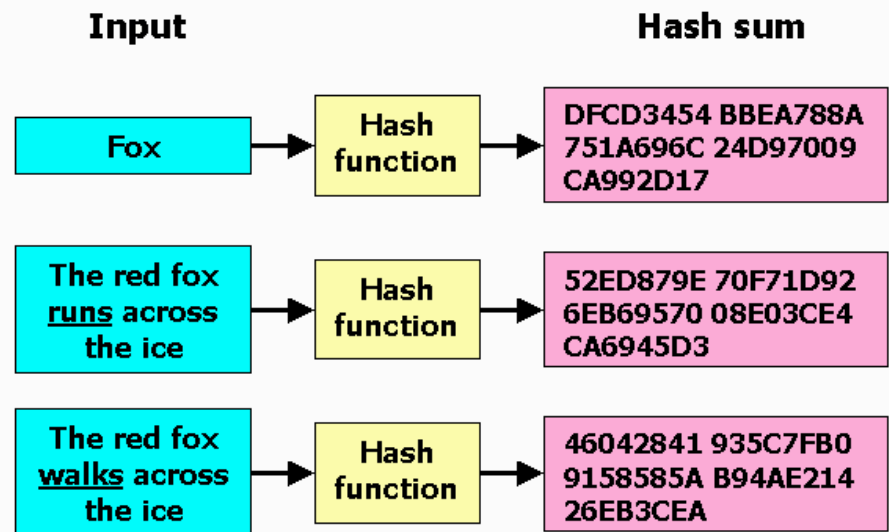 Input
Hash sum
Fox
Hash
function
DFCD3454 BBEA788A
751A696C 24D97009
CA992D17
The red fox
runs across
the ice
Hash
function
52ED879E 70F71D92
6EB69570 08E03CE4
CA6945D3
The red fox
walks across
the ice
Hash
function
46042841 935C7FB0
9158585A B94AE214
26EB3CEA